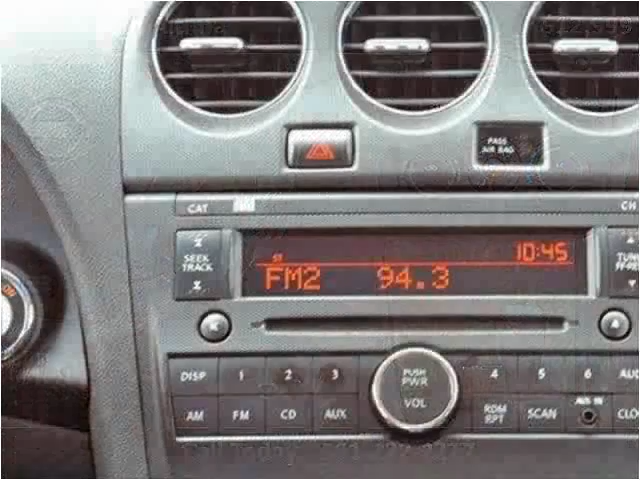 PASS
AIR BAG
CAT
CH
SEEK
TRACK
ST
10:45
FM2 94.3
TUNE
DISP 1 2 3
PUSH
PWR
VOL
4 5 6
AM FM CD AUX
RDM
RPT
SCAN
AUX IN